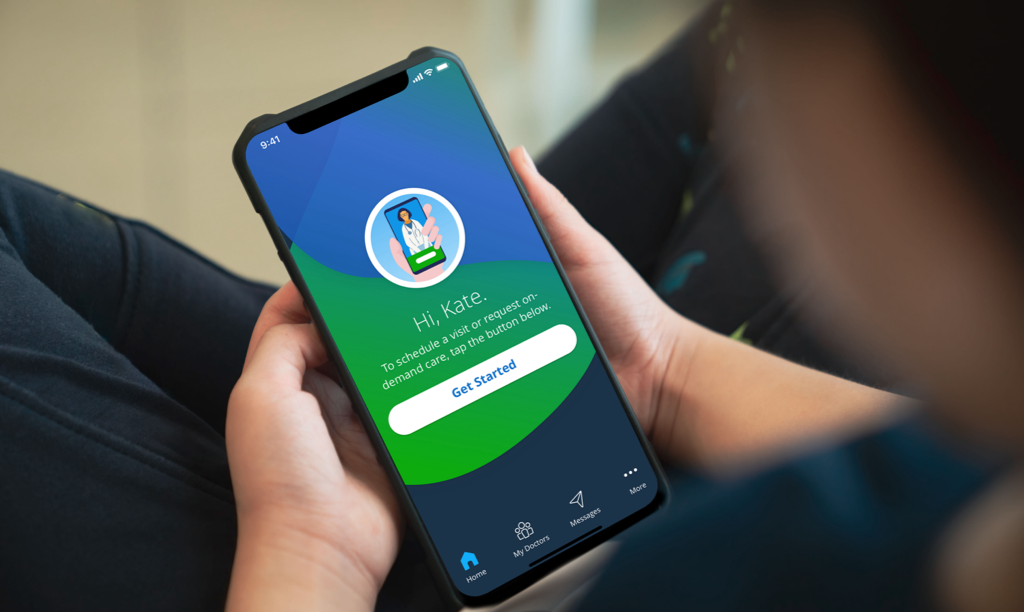 9:41
Hi, Kate.
To schedule a visit or request on-
demand care, tap the button below.
Get Started
Home
My Doctors
Messages
More